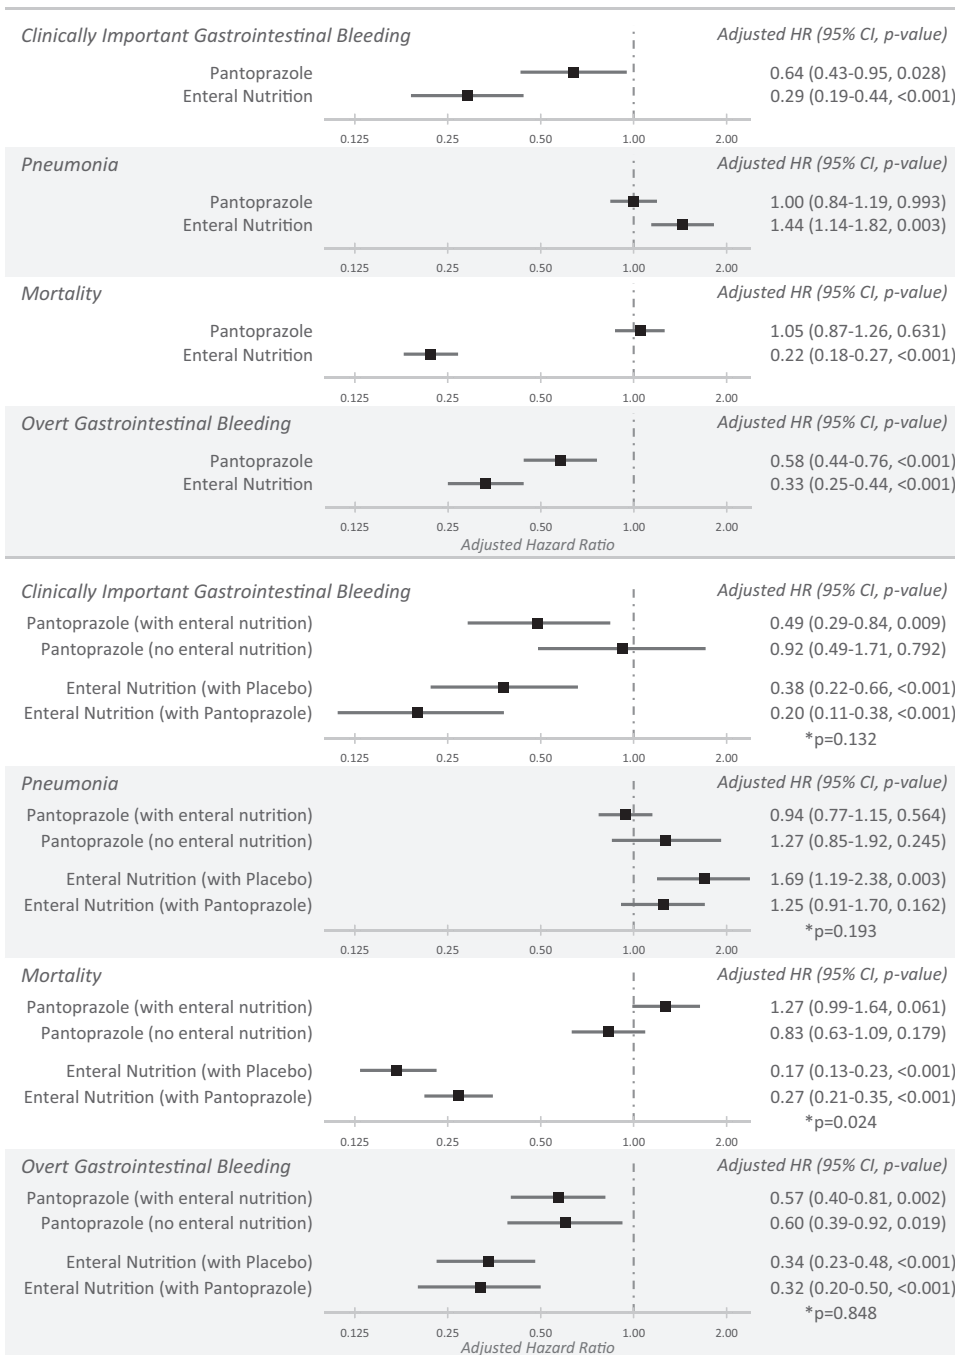 Clinically Important Gastrointestinal Bleeding Adjusted HR (95% CI, p-value)
Pantoprazole 0.64 (0.43-0.95, 0.028)
Enteral Nutrition 0.29 (0.19-0.44, <0.001)
0.125 0.25 0.50 1.00 2.00
Pneumonia Adjusted HR (95% CI, p-value)
Pantoprazole 1.00 (0.84-1.19, 0.993)
Enteral Nutrition 1.44 (1.14-1.82, 0.003)
0.125 0.25 0.50 1.00 2.00
Mortality Adjusted HR (95% CI, p-value)
Pantoprazole 1.05 (0.87-1.26, 0.631)
Enteral Nutrition 0.22 (0.18-0.27, <0.001)
0.125 0.25 0.50 1.00 2.00
Overt Gastrointestinal Bleeding Adjusted HR (95% CI, p-value)
Pantoprazole 0.58 (0.44-0.76, <0.001)
Enteral Nutrition 0.33 (0.25-0.44, <0.001)
0.125 0.25 0.50 1.00 2.00
Adjusted Hazard Ratio
Clinically Important Gastrointestinal Bleeding Adjusted HR (95% CI, p-value)
Pantoprazole (with enteral nutrition) 0.49 (0.29-0.84, 0.009)
Pantoprazole (no enteral nutrition) 0.92 (0.49-1.71, 0.792)
Enteral Nutrition (with Placebo) 0.38 (0.22-0.66, <0.001)
Enteral Nutrition (with Pantoprazole) 0.20 (0.11-0.38, <0.001)
*p=0.132
0.125 0.25 0.50 1.00 2.00
Pneumonia Adjusted HR (95% CI, p-value)
Pantoprazole (with enteral nutrition) 0.94 (0.77-1.15, 0.564)
Pantoprazole (no enteral nutrition) 1.27 (0.85-1.92, 0.245)
Enteral Nutrition (with Placebo) 1.69 (1.19-2.38, 0.003)
Enteral Nutrition (with Pantoprazole) 1.25 (0.91-1.70, 0.162)
*p=0.193
0.125 0.25 0.50 1.00 2.00
Mortality Adjusted HR (95% CI, p-value)
Pantoprazole (with enteral nutrition) 1.27 (0.99-1.64, 0.061)
Pantoprazole (no enteral nutrition) 0.83 (0.63-1.09, 0.179)
Enteral Nutrition (with Placebo) 0.17 (0.13-0.23, <0.001)
Enteral Nutrition (with Pantoprazole) 0.27 (0.21-0.35, <0.001)
*p=0.024
0.125 0.25 0.50 1.00 2.00
Overt Gastrointestinal Bleeding Adjusted HR (95% CI, p-value)
Pantoprazole (with enteral nutrition) 0.57 (0.40-0.81, 0.002)
Pantoprazole (no enteral nutrition) 0.60 (0.39-0.92, 0.019)
Enteral Nutrition (with Placebo) 0.34 (0.23-0.48, <0.001)
Enteral Nutrition (with Pantoprazole) 0.32 (0.20-0.50, <0.001)
*p=0.848
0.125 0.25 0.50 1.00 2.00
Adjusted Hazard Ratio